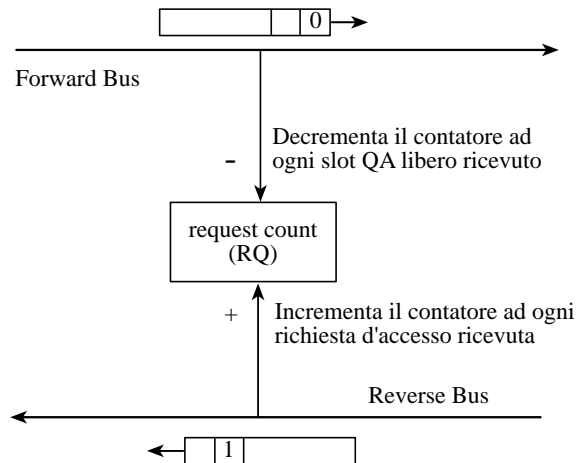 0
Forward Bus
Decrementa il contatore ad
ogni slot QA libero ricevuto
-
request count
(RQ)
+
Incrementa il contatore ad ogni
richiesta d'accesso ricevuta
Reverse Bus
1